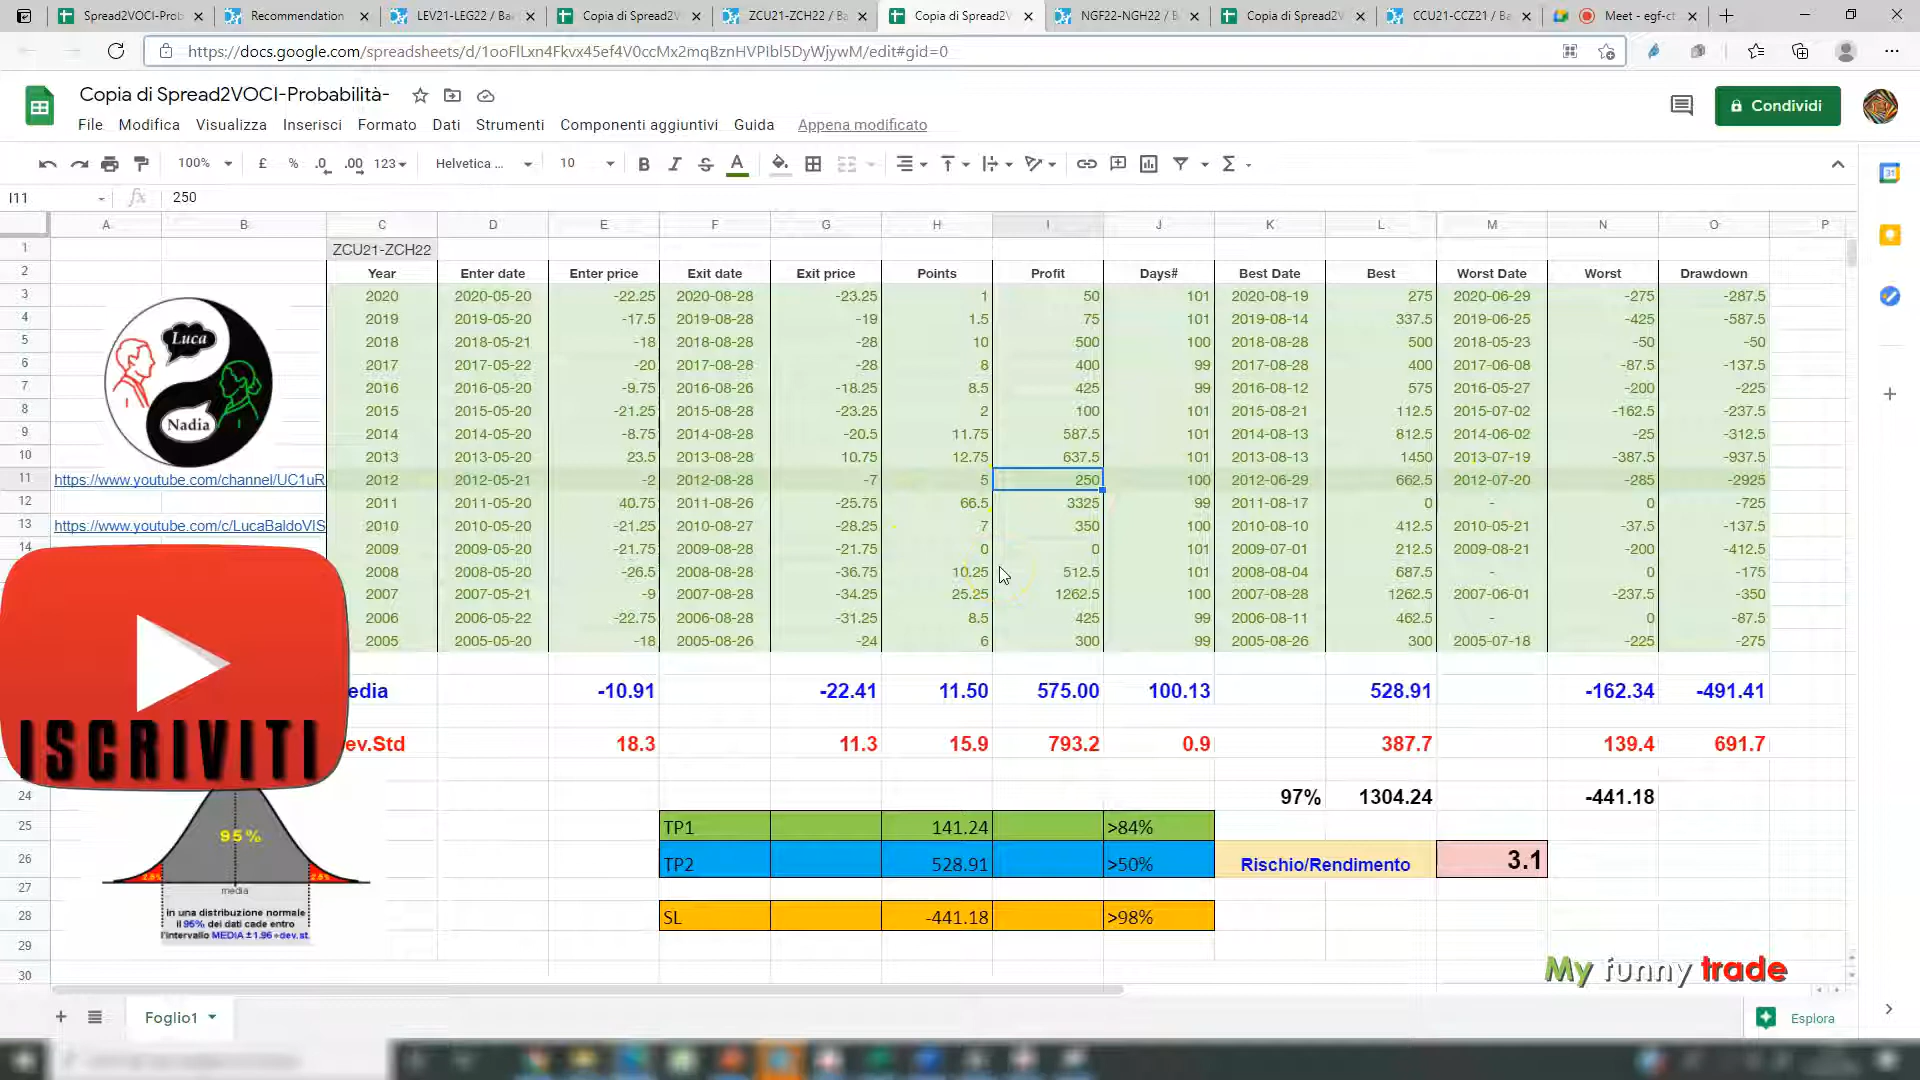 Spread2VOCI-Prob
Recommendation
LEV21-LEG22 / Ba
Copia di Spread2V
ZCU21-ZCH22 / Ba
Copia di Spread2V
NGF22-NGH22 / B
Copia di Spread2V
CCU21-CCZ21 / B
Meet - egf-c
https://docs.google.com/spreadsheets/d/1ooFlLxn4Fkvx45ef4V0ccMx2mqBznHVPIbl5DyWjywM/edit#gid=0
Copia di Spread2VOCI-Probabilità-
Condividi
File Modifica Visualizza Inserisci Formato Dati Strumenti Componenti aggiuntivi Guida Appena modificato
100% £ % .0 .00 123 Helvetica ... 10 B I S A Σ
31
I11 fx 250
A B C D E F G H I J K L M N O P
1 ZCU21-ZCH22
2 Year Enter date Enter price Exit date Exit price Points Profit Days# Best Date Best Worst Date Worst Drawdown
3 2020 2020-05-20 -22.25 2020-08-28 -23.25 1 50 101 2020-08-19 275 2020-06-29 -275 -287.5
4 2019 2019-05-20 -17.5 2019-08-28 -19 1.5 75 101 2019-08-14 337.5 2019-06-25 -425 -587.5
5 2018 2018-05-21 -18 2018-08-28 -28 10 500 100 2018-08-28 500 2018-05-23 -50 -50
6 2017 2017-05-22 -20 2017-08-28 -28 8 400 99 2017-08-28 400 2017-06-08 -87.5 -137.5
7 2016 2016-05-20 -9.75 2016-08-26 -18.25 8.5 425 99 2016-08-12 575 2016-05-27 -200 -225
8 2015 2015-05-20 -21.25 2015-08-28 -23.25 2 100 101 2015-08-21 112.5 2015-07-02 -162.5 -237.5
9 2014 2014-05-20 -8.75 2014-08-28 -20.5 11.75 587.5 101 2014-08-13 812.5 2014-06-02 -25 -312.5
10 2013 2013-05-20 23.5 2013-08-28 10.75 12.75 637.5 101 2013-08-13 1450 2013-07-19 -387.5 -937.5
11 https://www.youtube.com/channel/UC1uR 2012 2012-05-21 -2 2012-08-28 -7 5 250 100 2012-06-29 662.5 2012-07-20 -285 -2925
12 2011 2011-05-20 40.75 2011-08-26 -25.75 66.5 3325 99 2011-08-17 0 - 0 -725
13 https://www.youtube.com/c/LucaBaldoVIS 2010 2010-05-20 -21.25 2010-08-27 -28.25 7 350 100 2010-08-10 412.5 2010-05-21 -37.5 -137.5
14 2009 2009-05-20 -21.75 2009-08-28 -21.75 0 0 101 2009-07-01 212.5 2009-08-21 -200 -412.5
2008 2008-05-20 -26.5 2008-08-28 -36.75 10.25 512.5 101 2008-08-04 687.5 - 0 -175
2007 2007-05-21 -9 2007-08-28 -34.25 25.25 1262.5 100 2007-08-28 1262.5 2007-06-01 -237.5 -350
2006 2006-05-22 -22.75 2006-08-28 -31.25 8.5 425 99 2006-08-11 462.5 - 0 -87.5
2005 2005-05-20 -18 2005-08-26 -24 6 300 99 2005-08-26 300 2005-07-18 -225 -275
Luca
Nadia
edia -10.91 -22.41 11.50 575.00 100.13 528.91 -162.34 -491.41
ev.Std 18.3 11.3 15.9 793.2 0.9 387.7 139.4 691.7
ISCRIVITI
24 97% 1304.24 -441.18
25 TP1 141.24 >84%
26 TP2 528.91 >50% Rischio/Rendimento 3.1
27
28 SL -441.18 >98%
29
30
95%
2.5% 2.5%
media
in una distribuzione normale
il 95% dei dati cade entro
l'intervallo MEDIA±1.96*dev.st.
My funny trade
Foglio1
Esplora